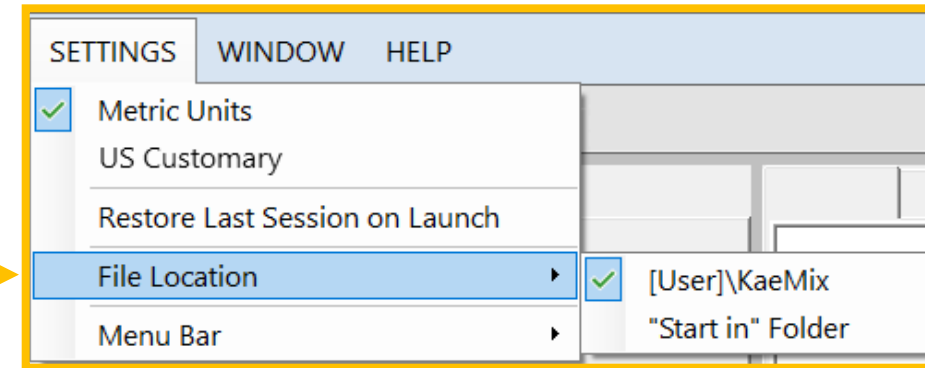 SETTINGS WINDOW HELP
Metric Units
US Customary
Restore Last Session on Launch
File Location
[User]\KaeMix
"Start in" Folder
Menu Bar